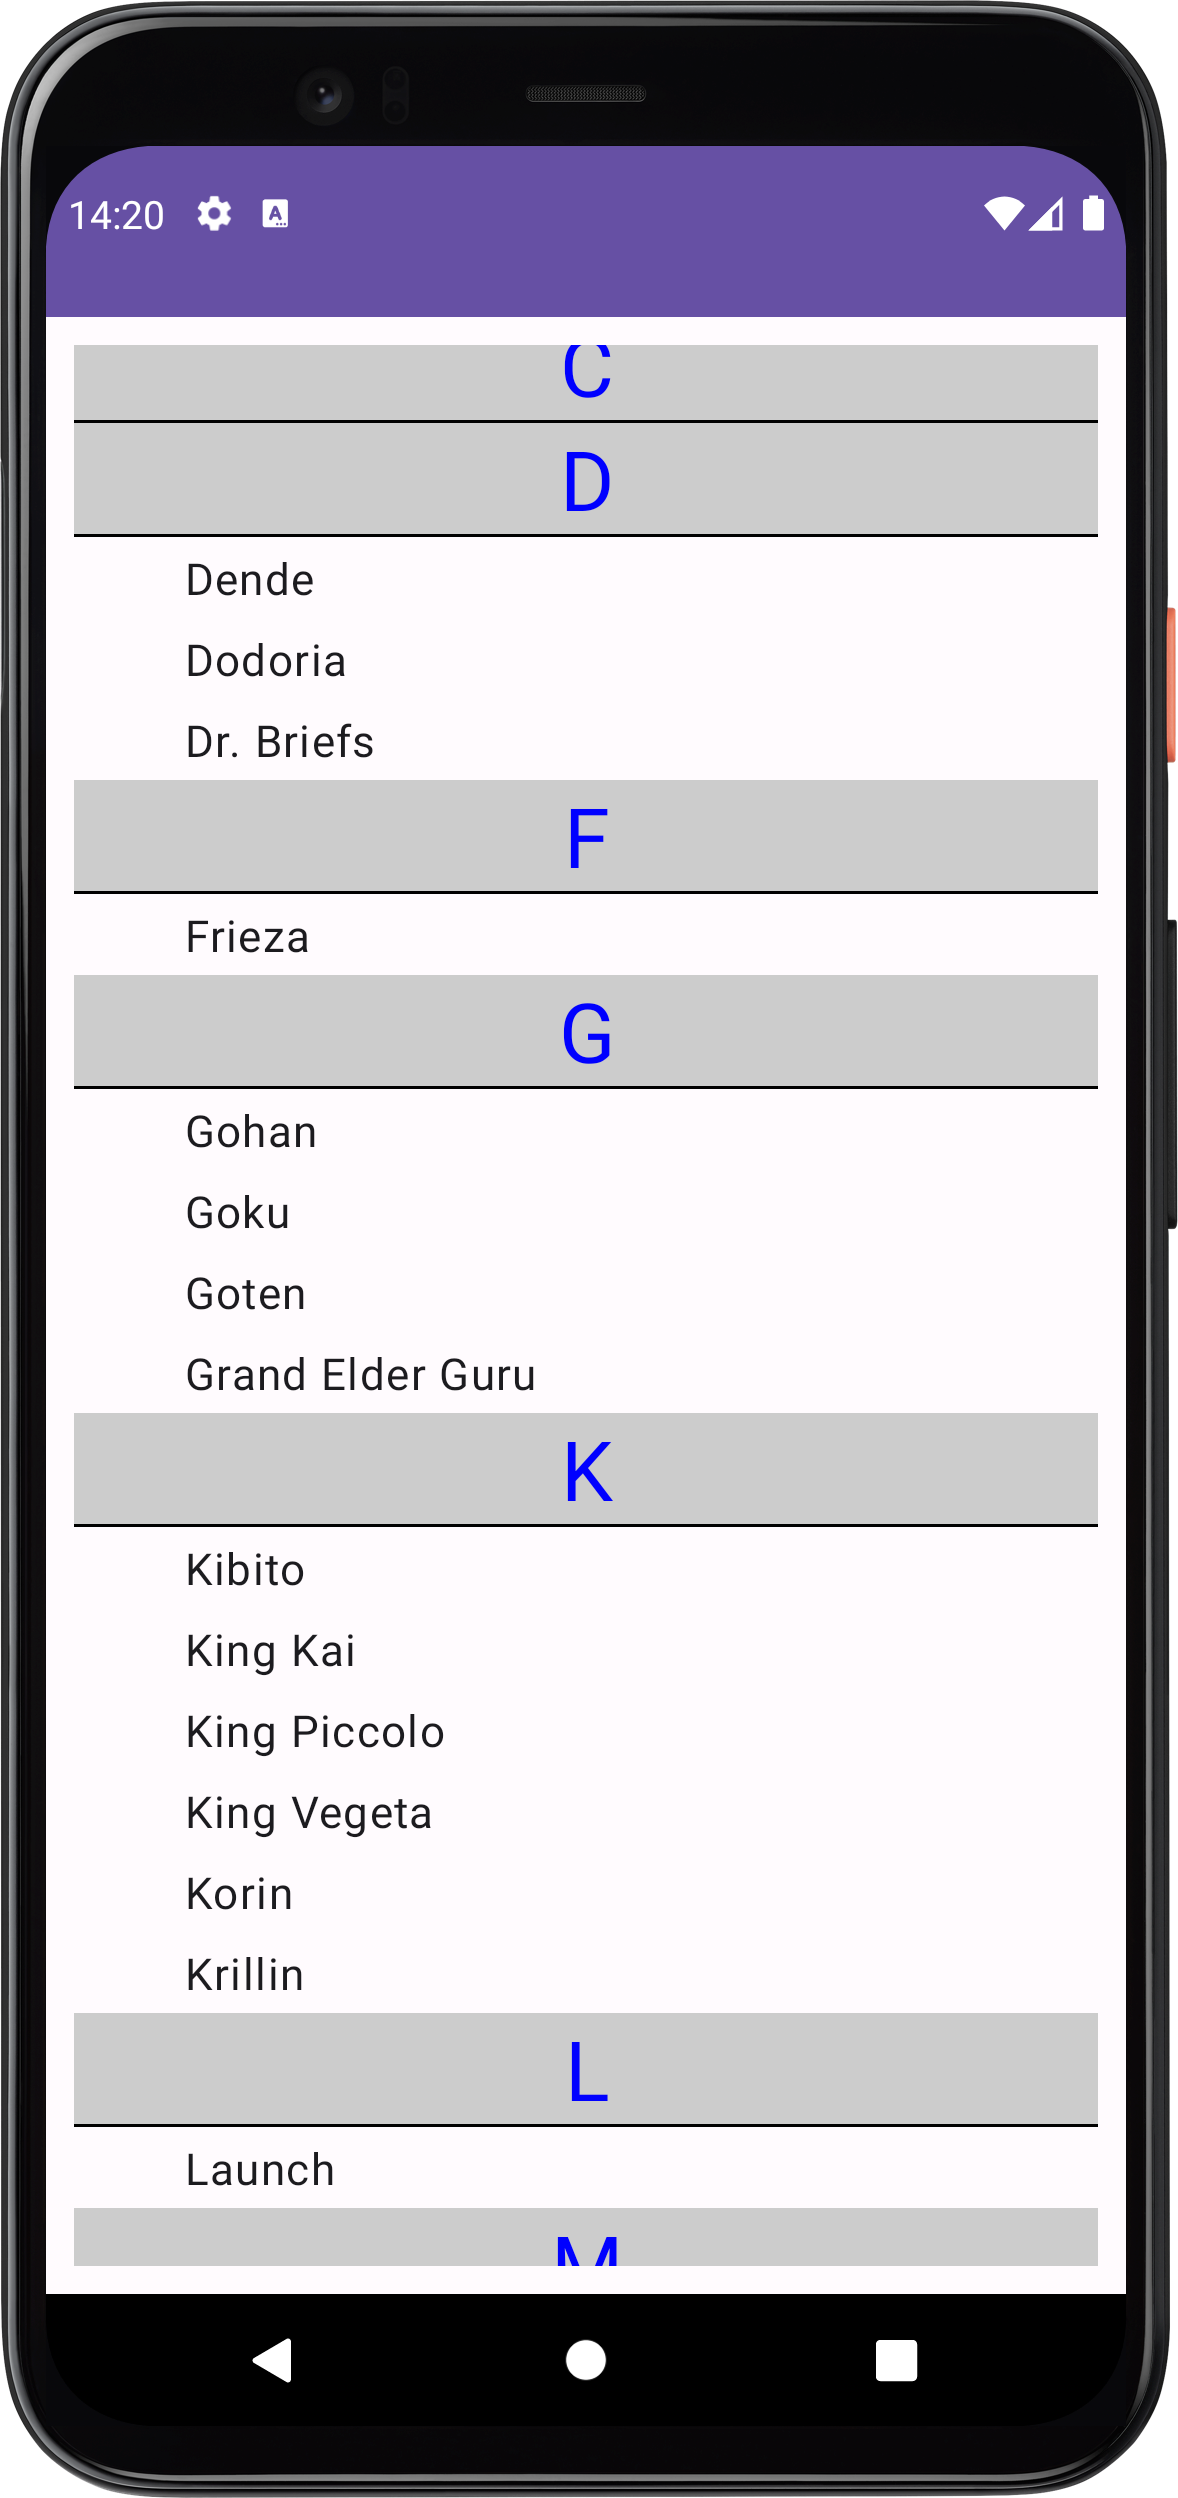 14:20
C
D
Dende
Dodoria
Dr. Briefs
F
Frieza
G
Gohan
Goku
Goten
Grand Elder Guru
K
Kibito
King Kai
King Piccolo
King Vegeta
Korin
Krillin
L
Launch
M